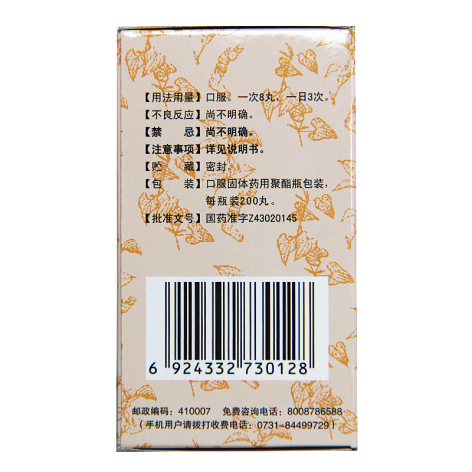 【用法用量】口服。一次8丸，一日3次。
【不良反应】尚不明确。
【禁　　忌】尚不明确。
【注意事项】详见说明书。
【贮　　藏】密封。
【包　　装】口服固体药用聚酯瓶包装，
每瓶装200丸。
【批准文号】国药准字Z43020145
6 924332 730128
邮政编码：410007　免费咨询电话：8008786588
（手机用户请拨打收费电话：0731-84499729）